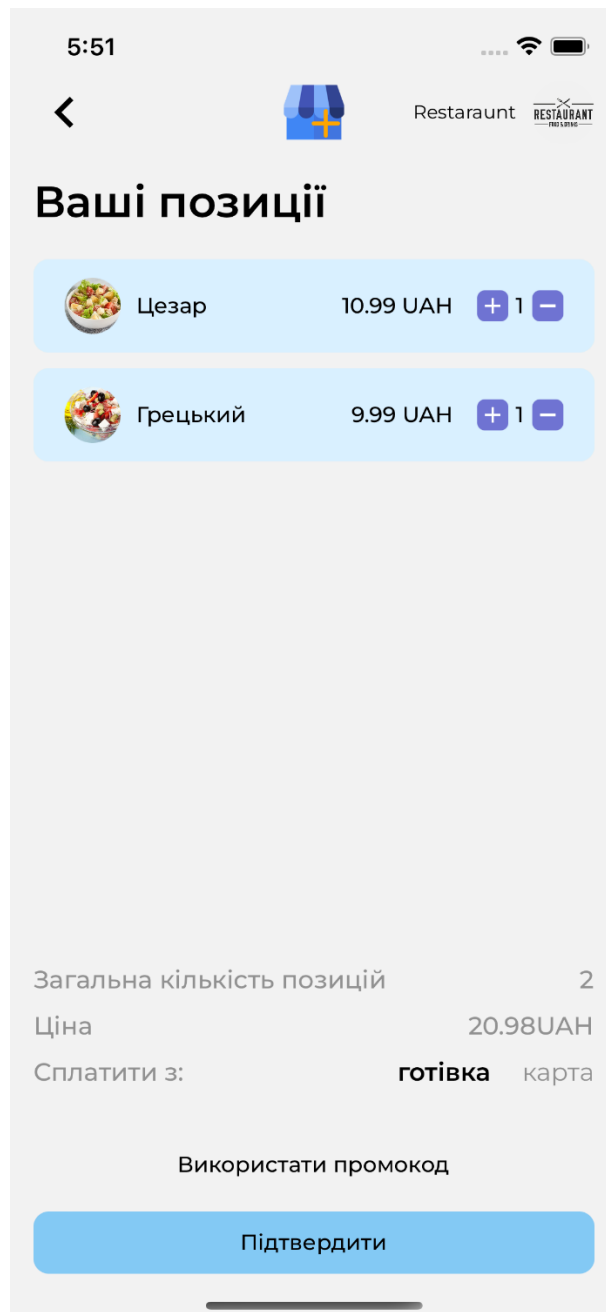 5:51
Restaraunt
RESTAURANT
Ваші позиції
Цезар 10.99 UAH + 1 −
Грецький 9.99 UAH + 1 −
Загальна кількість позицій 2
Ціна 20.98UAH
Сплатити з: готівка карта
Використати промокод
Підтвердити